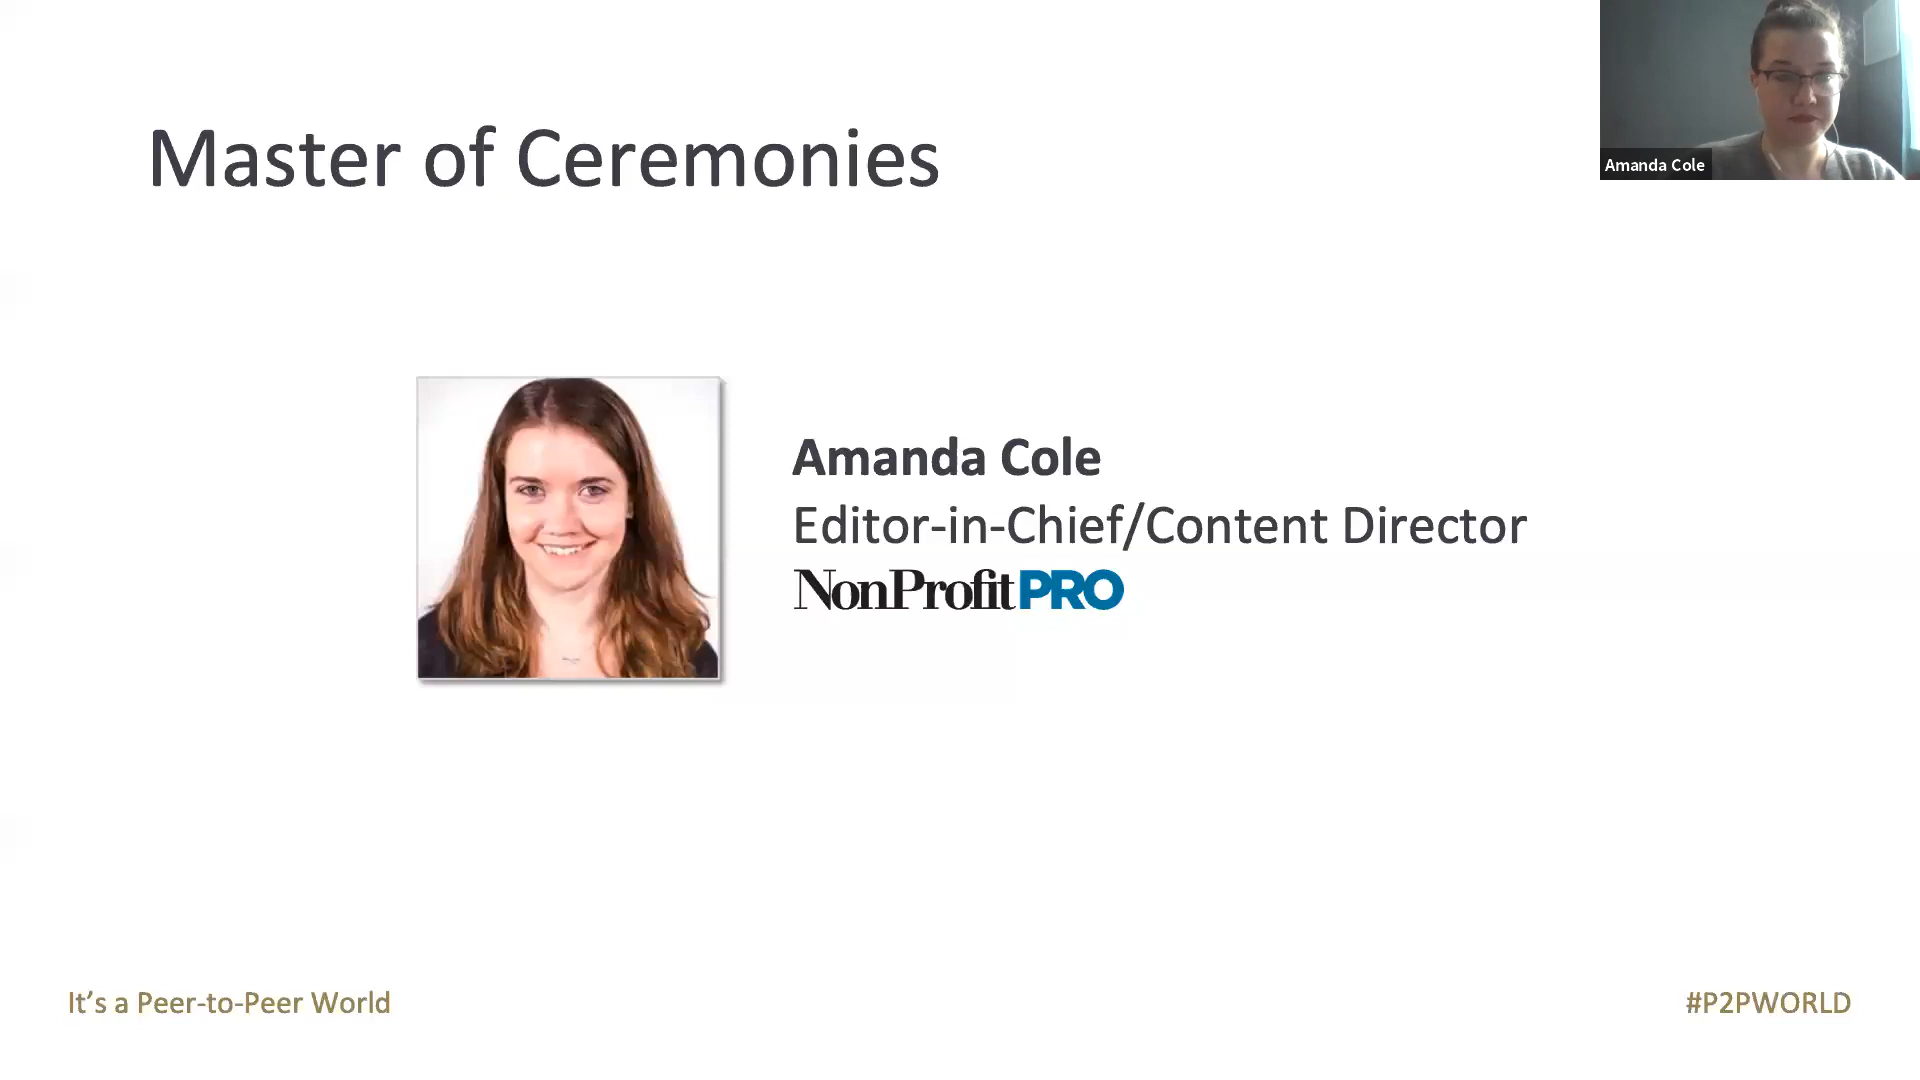 Master of Ceremonies
Amanda Cole
Amanda Cole
Editor-in-Chief/Content Director
NonProfitPRO
It’s a Peer-to-Peer World
#P2PWORLD